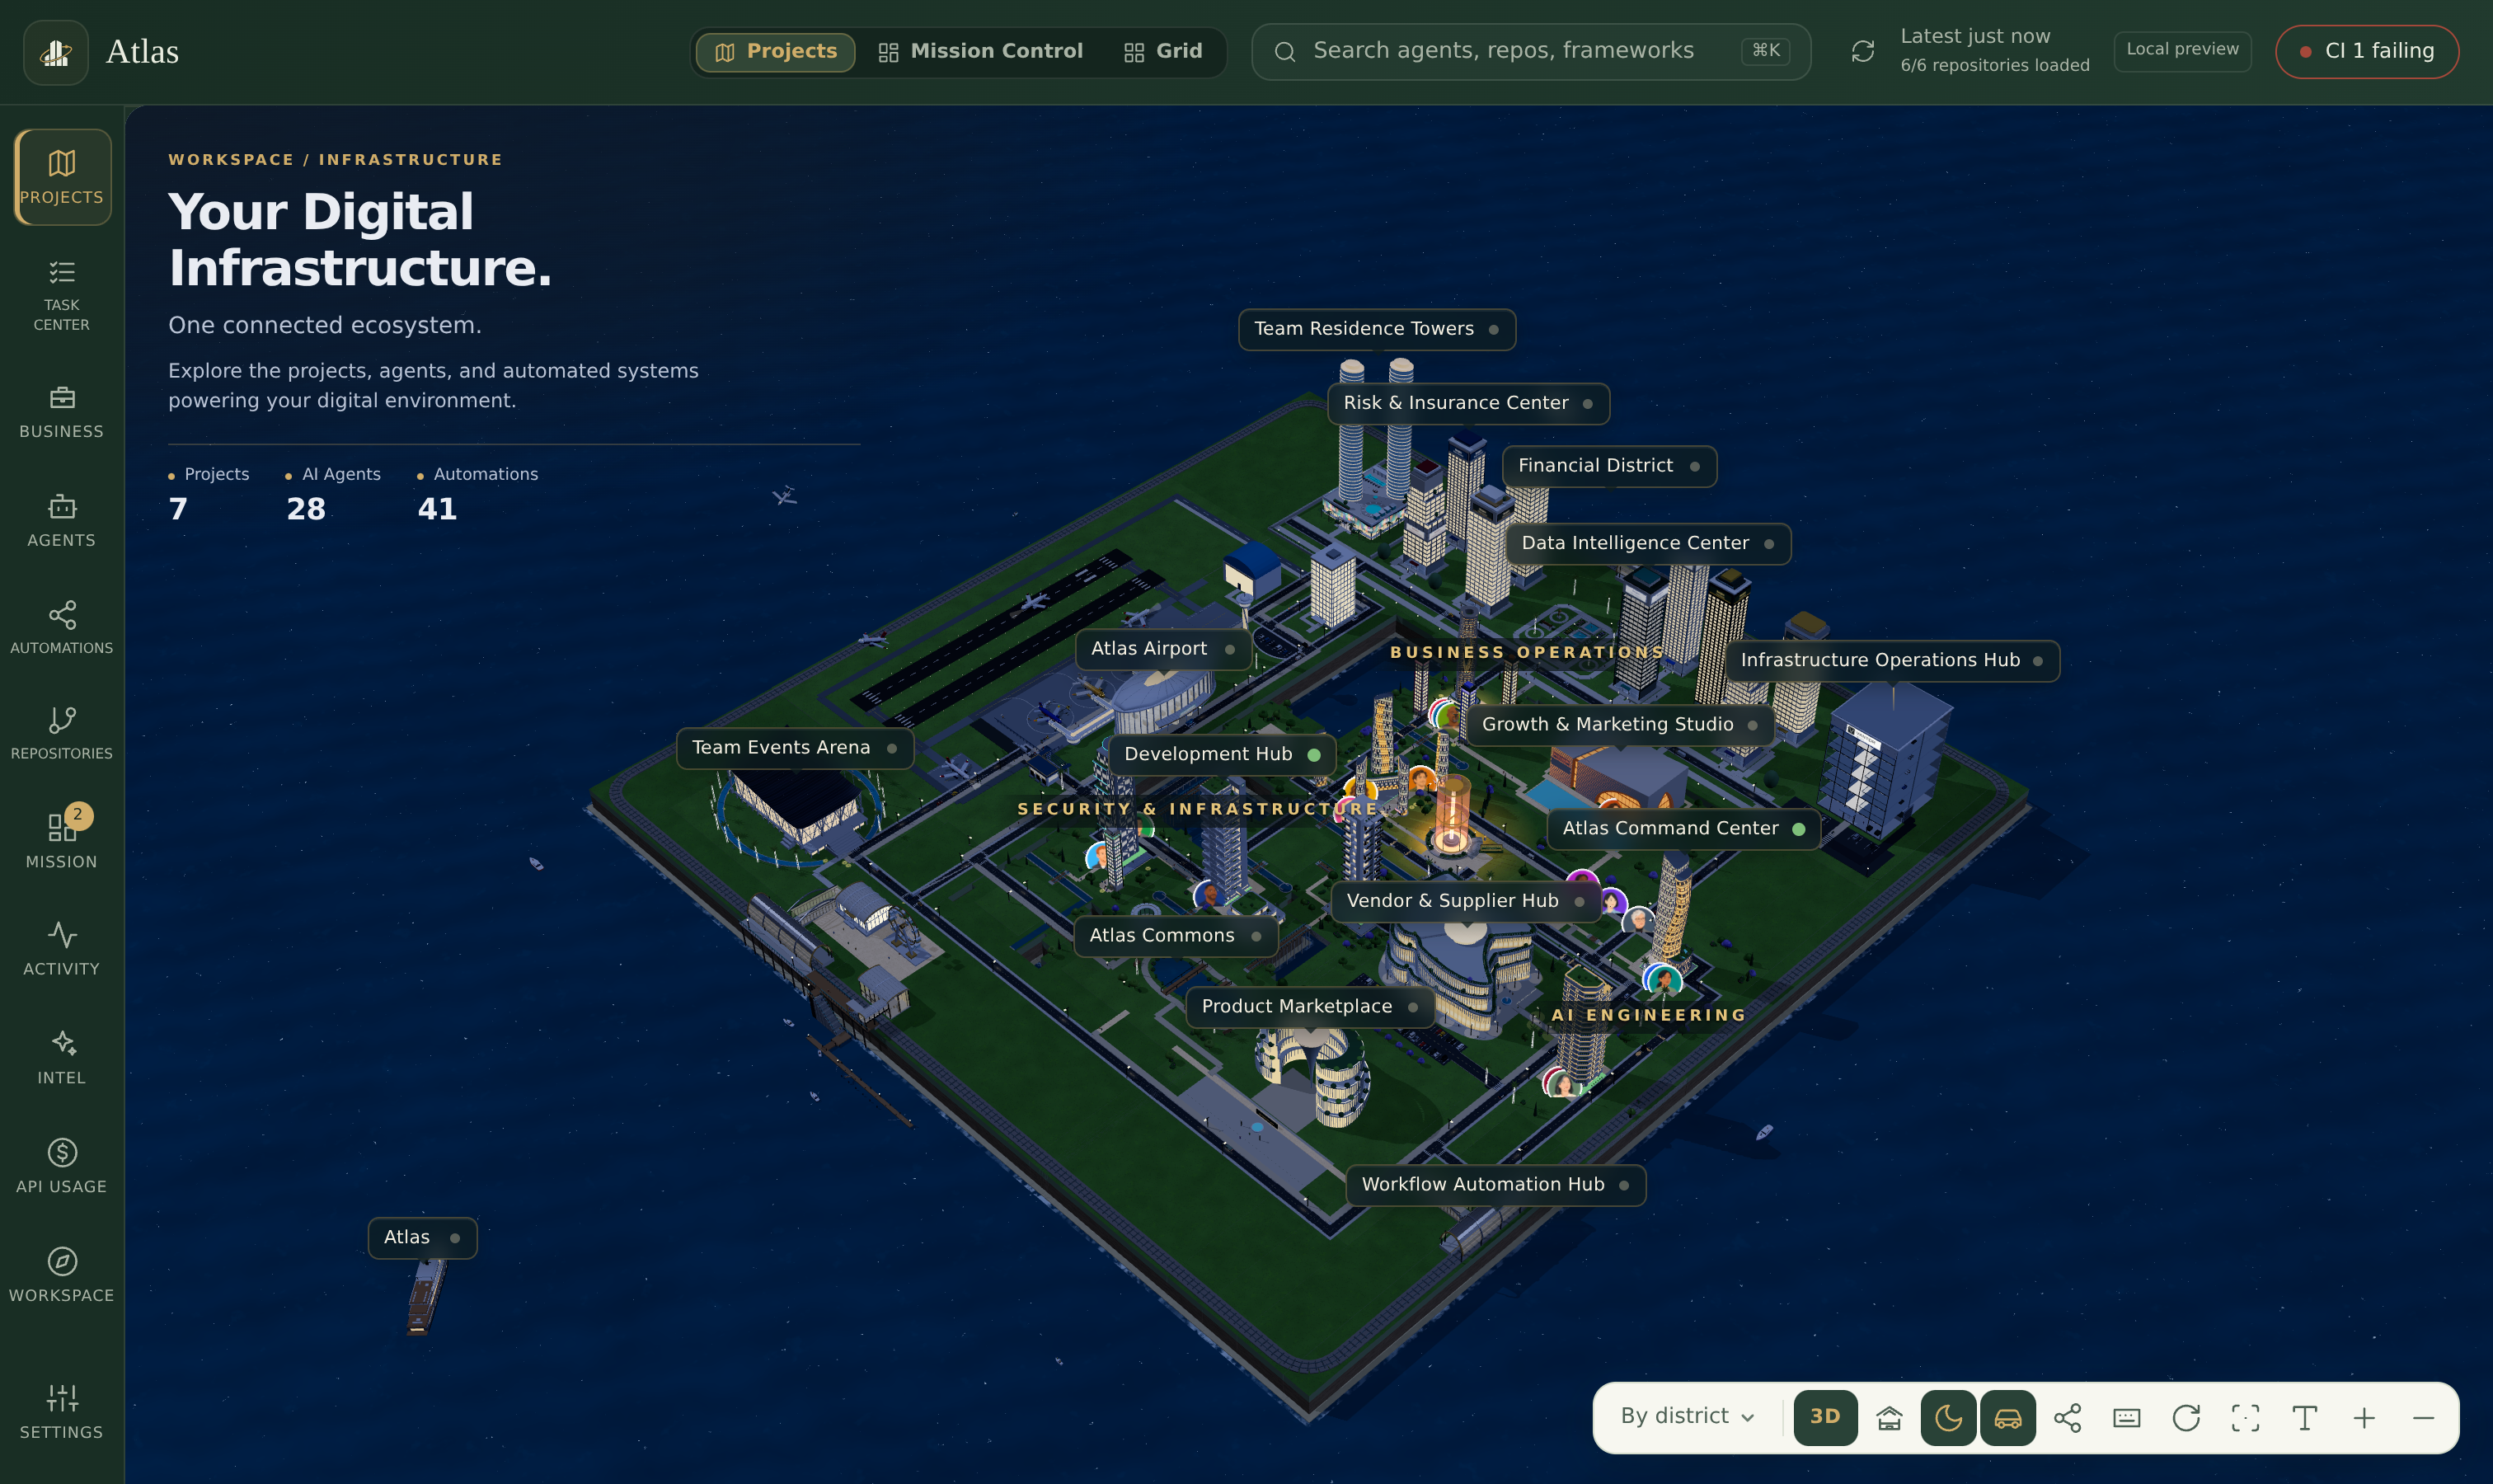 Atlas
Projects
Mission Control
Grid
Search agents, repos, frameworks
⌘K
Latest just now
6/6 repositories loaded
Local preview
CI 1 failing
PROJECTS
TASK
CENTER
BUSINESS
AGENTS
AUTOMATIONS
REPOSITORIES
2
MISSION
ACTIVITY
INTEL
API USAGE
WORKSPACE
SETTINGS
WORKSPACE / INFRASTRUCTURE
Your Digital
Infrastructure.
One connected ecosystem.
Explore the projects, agents, and automated systems
powering your digital environment.
Projects
AI Agents
Automations
7
28
41
Team Residence Towers
Risk & Insurance Center
Financial District
Data Intelligence Center
Atlas Airport
BUSINESS OPERATIONS
Infrastructure Operations Hub
Growth & Marketing Studio
Team Events Arena
Development Hub
SECURITY & INFRASTRUCTURE
Atlas Command Center
Vendor & Supplier Hub
Atlas Commons
Product Marketplace
AI ENGINEERING
Workflow Automation Hub
Atlas
By district
3D